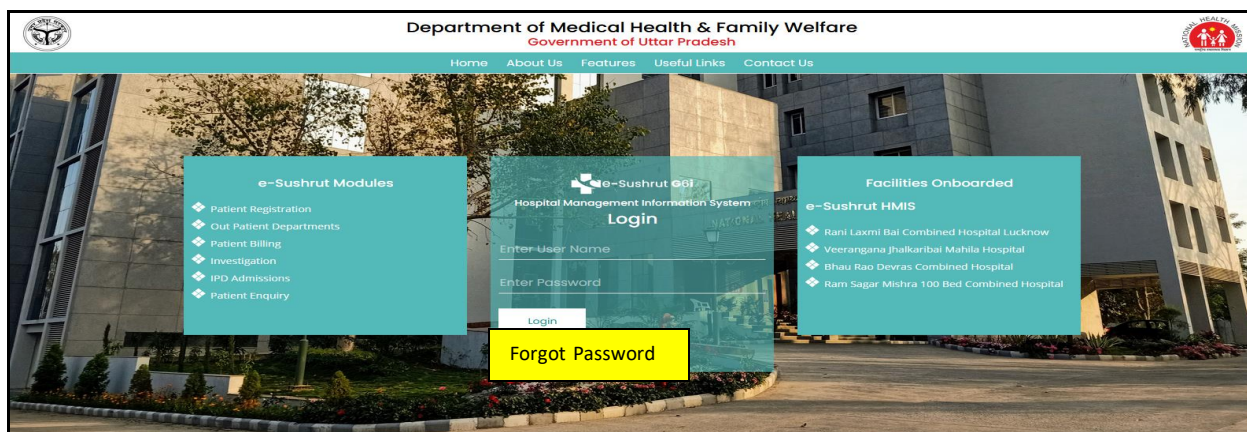 Department of Medical Health & Family Welfare
Government of Uttar Pradesh
NATIONAL HEALTH MISSION
Home About Us Features Useful Links Contact Us
e-Sushrut Modules
Patient Registration
Out Patient Departments
Patient Billing
Investigation
IPD Admissions
Patient Enquiry
e-Sushrut
Hospital Management Information System
Login
Enter User Name
Enter Password
Login
Forgot Password
Facilities Onboarded
e-Sushrut HMIS
Rani Laxmi Bai Combined Hospital Lucknow
Veerangana Jhalkaribai Mahila Hospital
Bhau Rao Devras Combined Hospital
Ram Sagar Mishra 100 Bed Combined Hospital